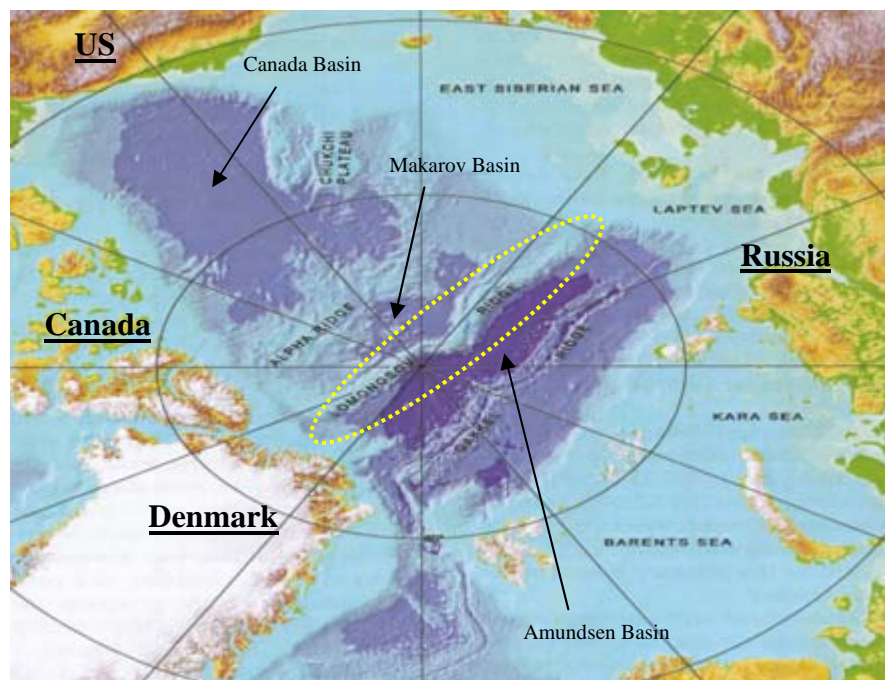 US
Canada Basin
EAST SIBERIAN SEA
CHUKCHI
PLATEAU
Makarov Basin
LAPTEV SEA
Russia
Canada
ALPHA RIDGE
RIDGE
OMONOSOV
RIDGE
GAKKEL
KARA SEA
Denmark
BARENTS SEA
Amundsen Basin